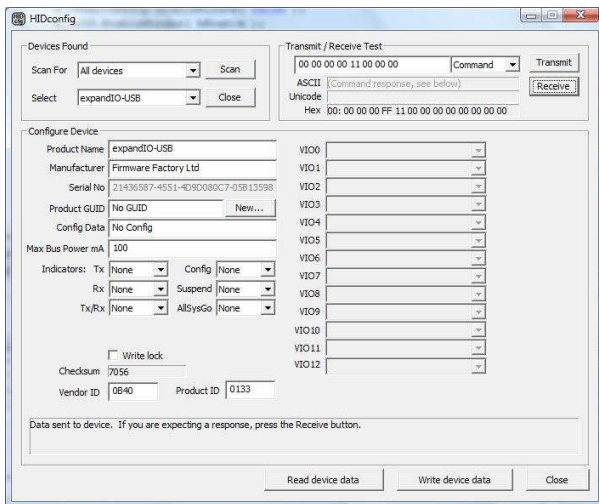 HIDconfig
Devices Found
Scan For All devices Scan
Select expandIO-USB Close
Transmit / Receive Test
00 00 00 00 11 00 00 00 Command Transmit
ASCII (Command response, see below) Receive
Unicode
Hex 00: 00 00 00 FF 11 00 00 00 00 00 00 00 00
Configure Device
Product Name expandIO-USB
Manufacturer Firmware Factory Ltd
Serial No 21436587-4551-4D9D080C7-05B13598
Product GUID No GUID New...
Config Data No Config
Max Bus Power mA 100
Indicators: Tx None Config None
Rx None Suspend None
Tx/Rx None AllSysGo None
Write lock
Checksum 7056
Vendor ID 0B40 Product ID 0133
VIO0
VIO1
VIO2
VIO3
VIO4
VIO5
VIO6
VIO7
VIO8
VIO9
VIO10
VIO11
VIO12
Data sent to device. If you are expecting a response, press the Receive button.
Read device data Write device data Close